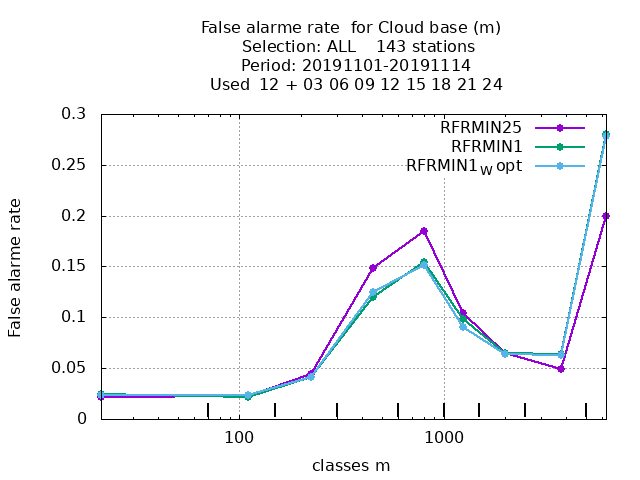 False alarme rate  for Cloud base (m)
Selection: ALL    143 stations
Period: 20191101-20191114
Used  12 + 03 06 09 12 15 18 21 24
0.3
0.25
0.2
0.15
0.1
0.05
0
False alarme rate
RFRMIN25
RFRMIN1
RFRMIN1W opt
100
1000
classes m